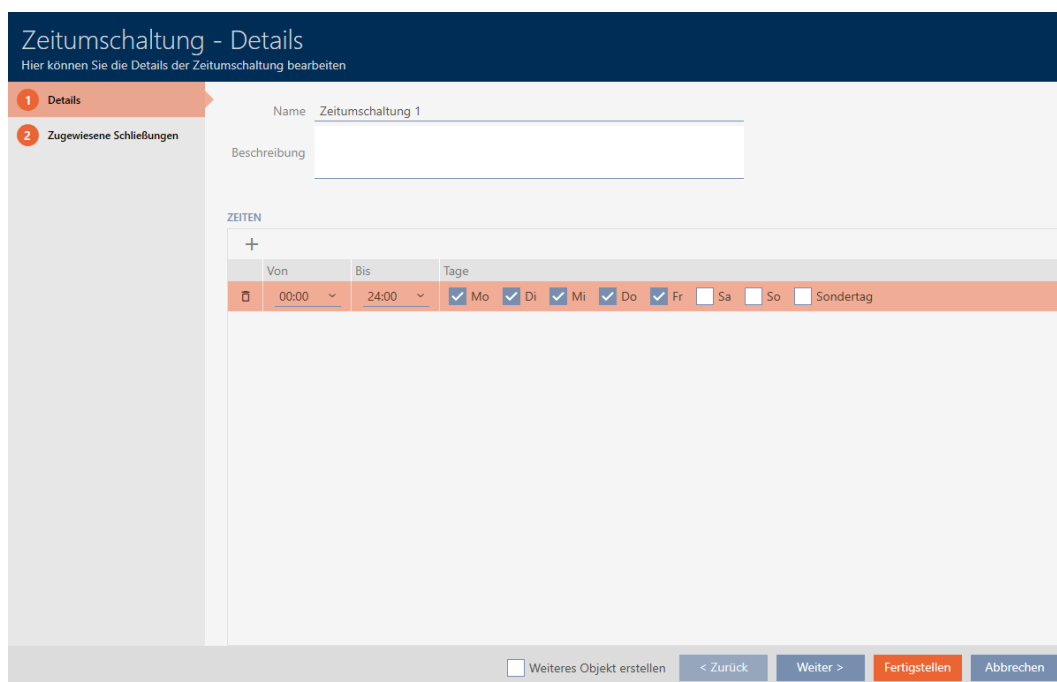 Zeitumschaltung - Details
Hier können Sie die Details der Zeitumschaltung bearbeiten
1 Details
2 Zugewiesene Schließungen
Name Zeitumschaltung 1
Beschreibung
ZEITEN
+
Von Bis Tage
00:00 24:00 Mo Di Mi Do Fr Sa So Sondertag
Weiteres Objekt erstellen < Zurück Weiter > Fertigstellen Abbrechen